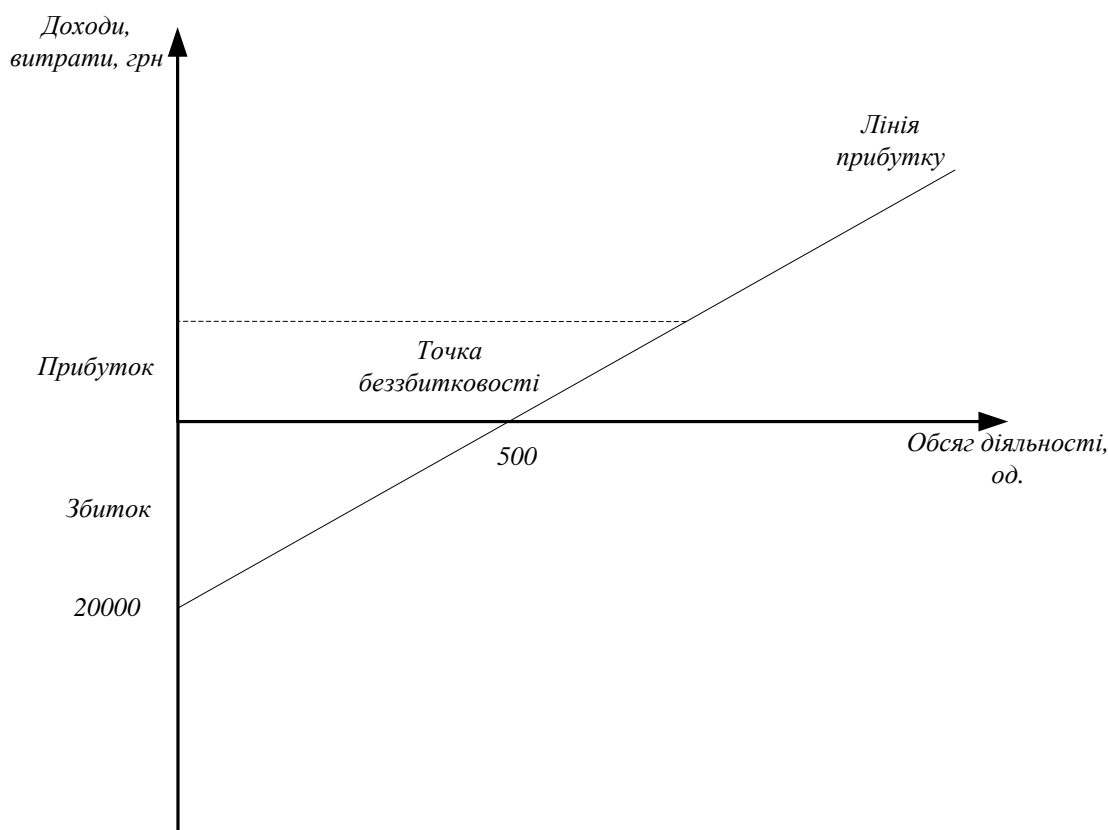 Доходи,
витрати, грн
Лінія
прибутку
Точка
беззбитковості
Прибуток
500
Обсяг діяльності,
од.
Збиток
20000